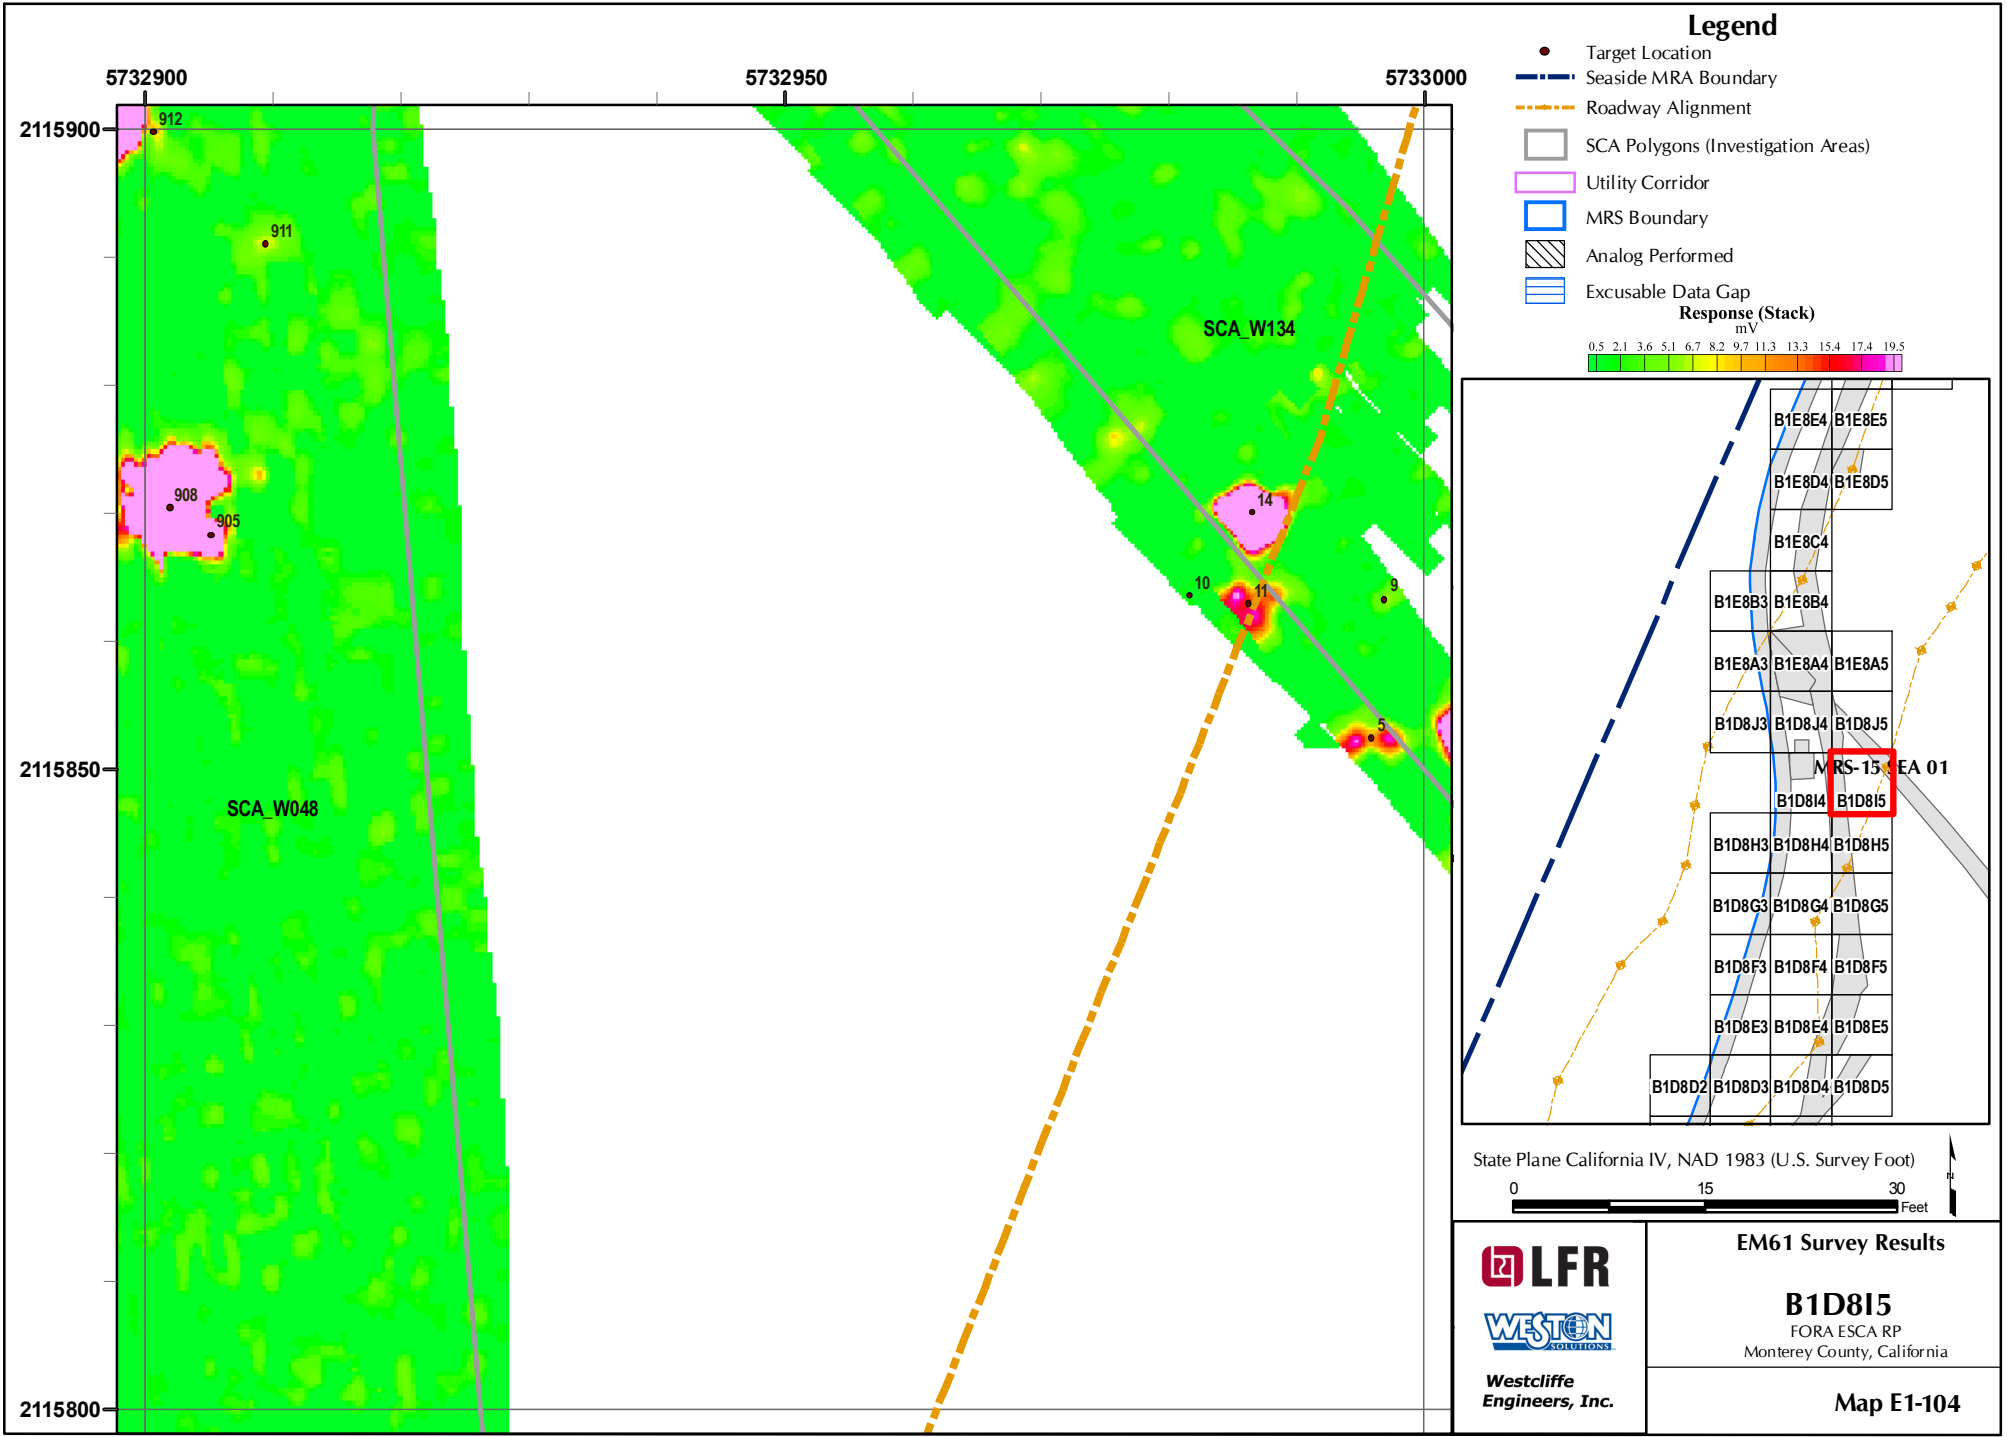 Legend
Target Location
Seaside MRA Boundary
Roadway Alignment
SCA Polygons (Investigation Areas)
Utility Corridor
MRS Boundary
Analog Performed
Excusable Data Gap
Response (Stack)
mV
0.5 2.1 3.6 5.1 6.7 8.2 9.7 11.3 13.3 15.4 17.4 19.5
5732900 5732950 5733000
2115900
2115850
2115800
912
911
908
905
SCA_W048
SCA_W134
14
10
11
9
5
B1E8E4 B1E8E5
B1E8D4 B1E8D5
B1E8C4
B1E8B3 B1E8B4
B1E8A3 B1E8A4 B1E8A5
B1D8J3 B1D8J4 B1D8J5
MRS-15 SEA 01
B1D8I4 B1D8I5
B1D8H3 B1D8H4 B1D8H5
B1D8G3 B1D8G4 B1D8G5
B1D8F3 B1D8F4 B1D8F5
B1D8E3 B1D8E4 B1D8E5
B1D8D2 B1D8D3 B1D8D4 B1D8D5
State Plane California IV, NAD 1983 (U.S. Survey Foot)
0 15 30
Feet
N
LFR
WESTON
SOLUTIONS
Westcliffe
Engineers, Inc.
EM61 Survey Results
B1D8I5
FORA ESCA RP
Monterey County, California
Map E1-104